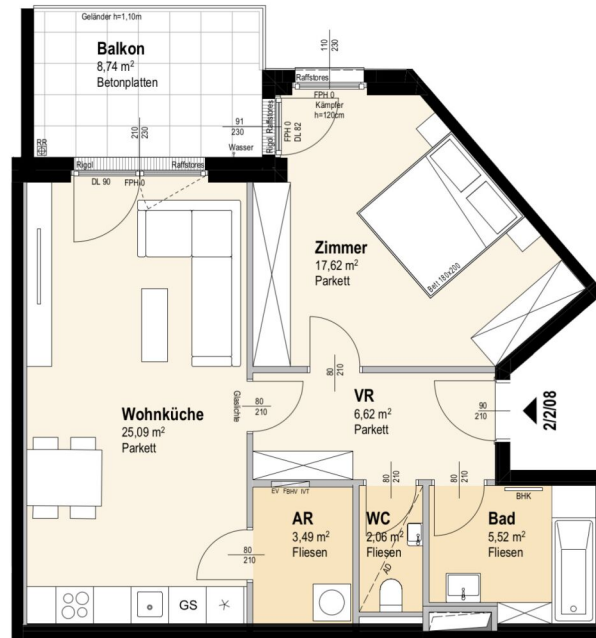 Geländer h=1,10m
Balkon
8,74 m²
Betonplatten
110
230
Raffstores
FPH 0
Kämpfer
h=120cm
91
230
Wasser
Rigol Raffstores
FPH 0
DL 82
210
230
Rigol
Raffstores
DL 90
FPH 0
Zimmer
17,62 m²
Parkett
Bett 180x200
80
210
VR
6,62 m²
Parkett
90
210
2/2/08
Wohnküche
25,09 m²
Parkett
Glaslichte
80
210
80
210
80
210
EV FBHV IVT
BHK
AR
3,49 m²
Fliesen
WC
2,06 m²
Fliesen
AD
Bad
5,52 m²
Fliesen
80
210
GS